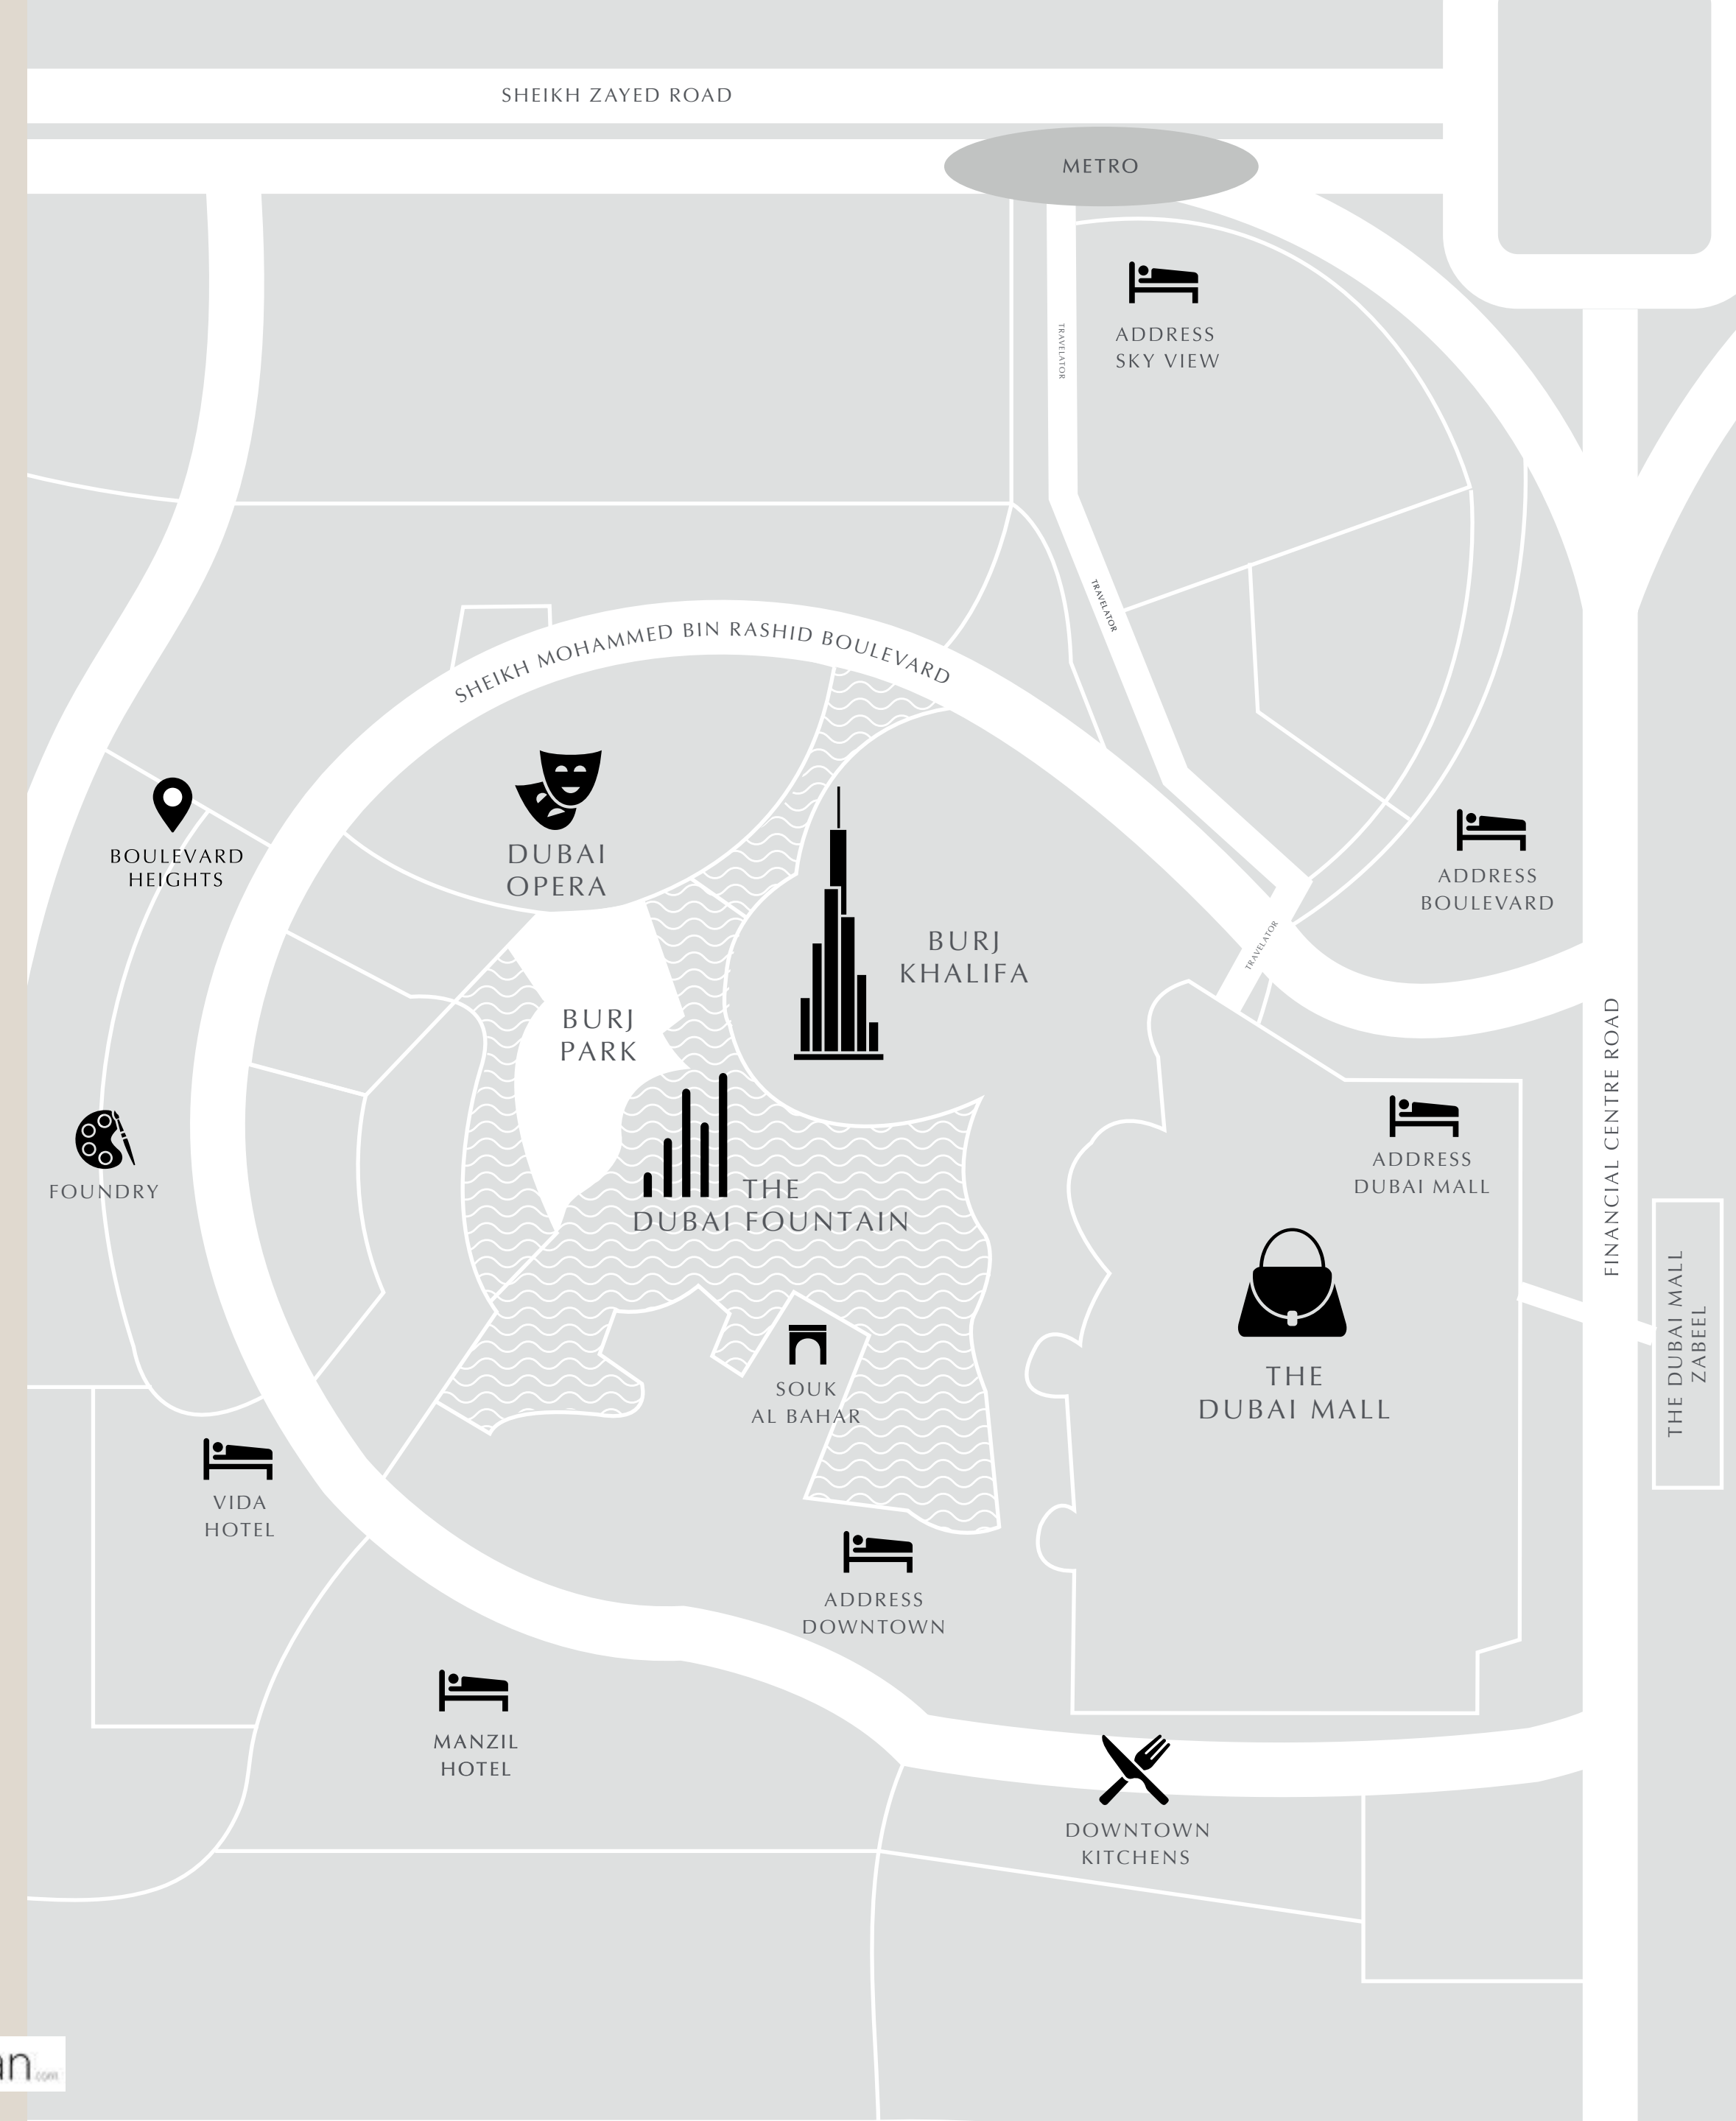 SHEIKH ZAYED ROAD
METRO
TRAVELATOR
ADDRESS
SKY VIEW
TRAVELATOR
SHEIKH MOHAMMED BIN RASHID BOULEVARD
DUBAI
OPERA
BOULEVARD
HEIGHTS
ADDRESS
BOULEVARD
BURJ
KHALIFA
TRAVELATOR
BURJ
PARK
FINANCIAL CENTRE ROAD
FOUNDRY
ADDRESS
DUBAI MALL
THE
DUBAI FOUNTAIN
THE DUBAI MALL
ZABEEL
SOUK
AL BAHAR
THE
DUBAI MALL
VIDA
HOTEL
ADDRESS
DOWNTOWN
MANZIL
HOTEL
DOWNTOWN
KITCHENS
an.com